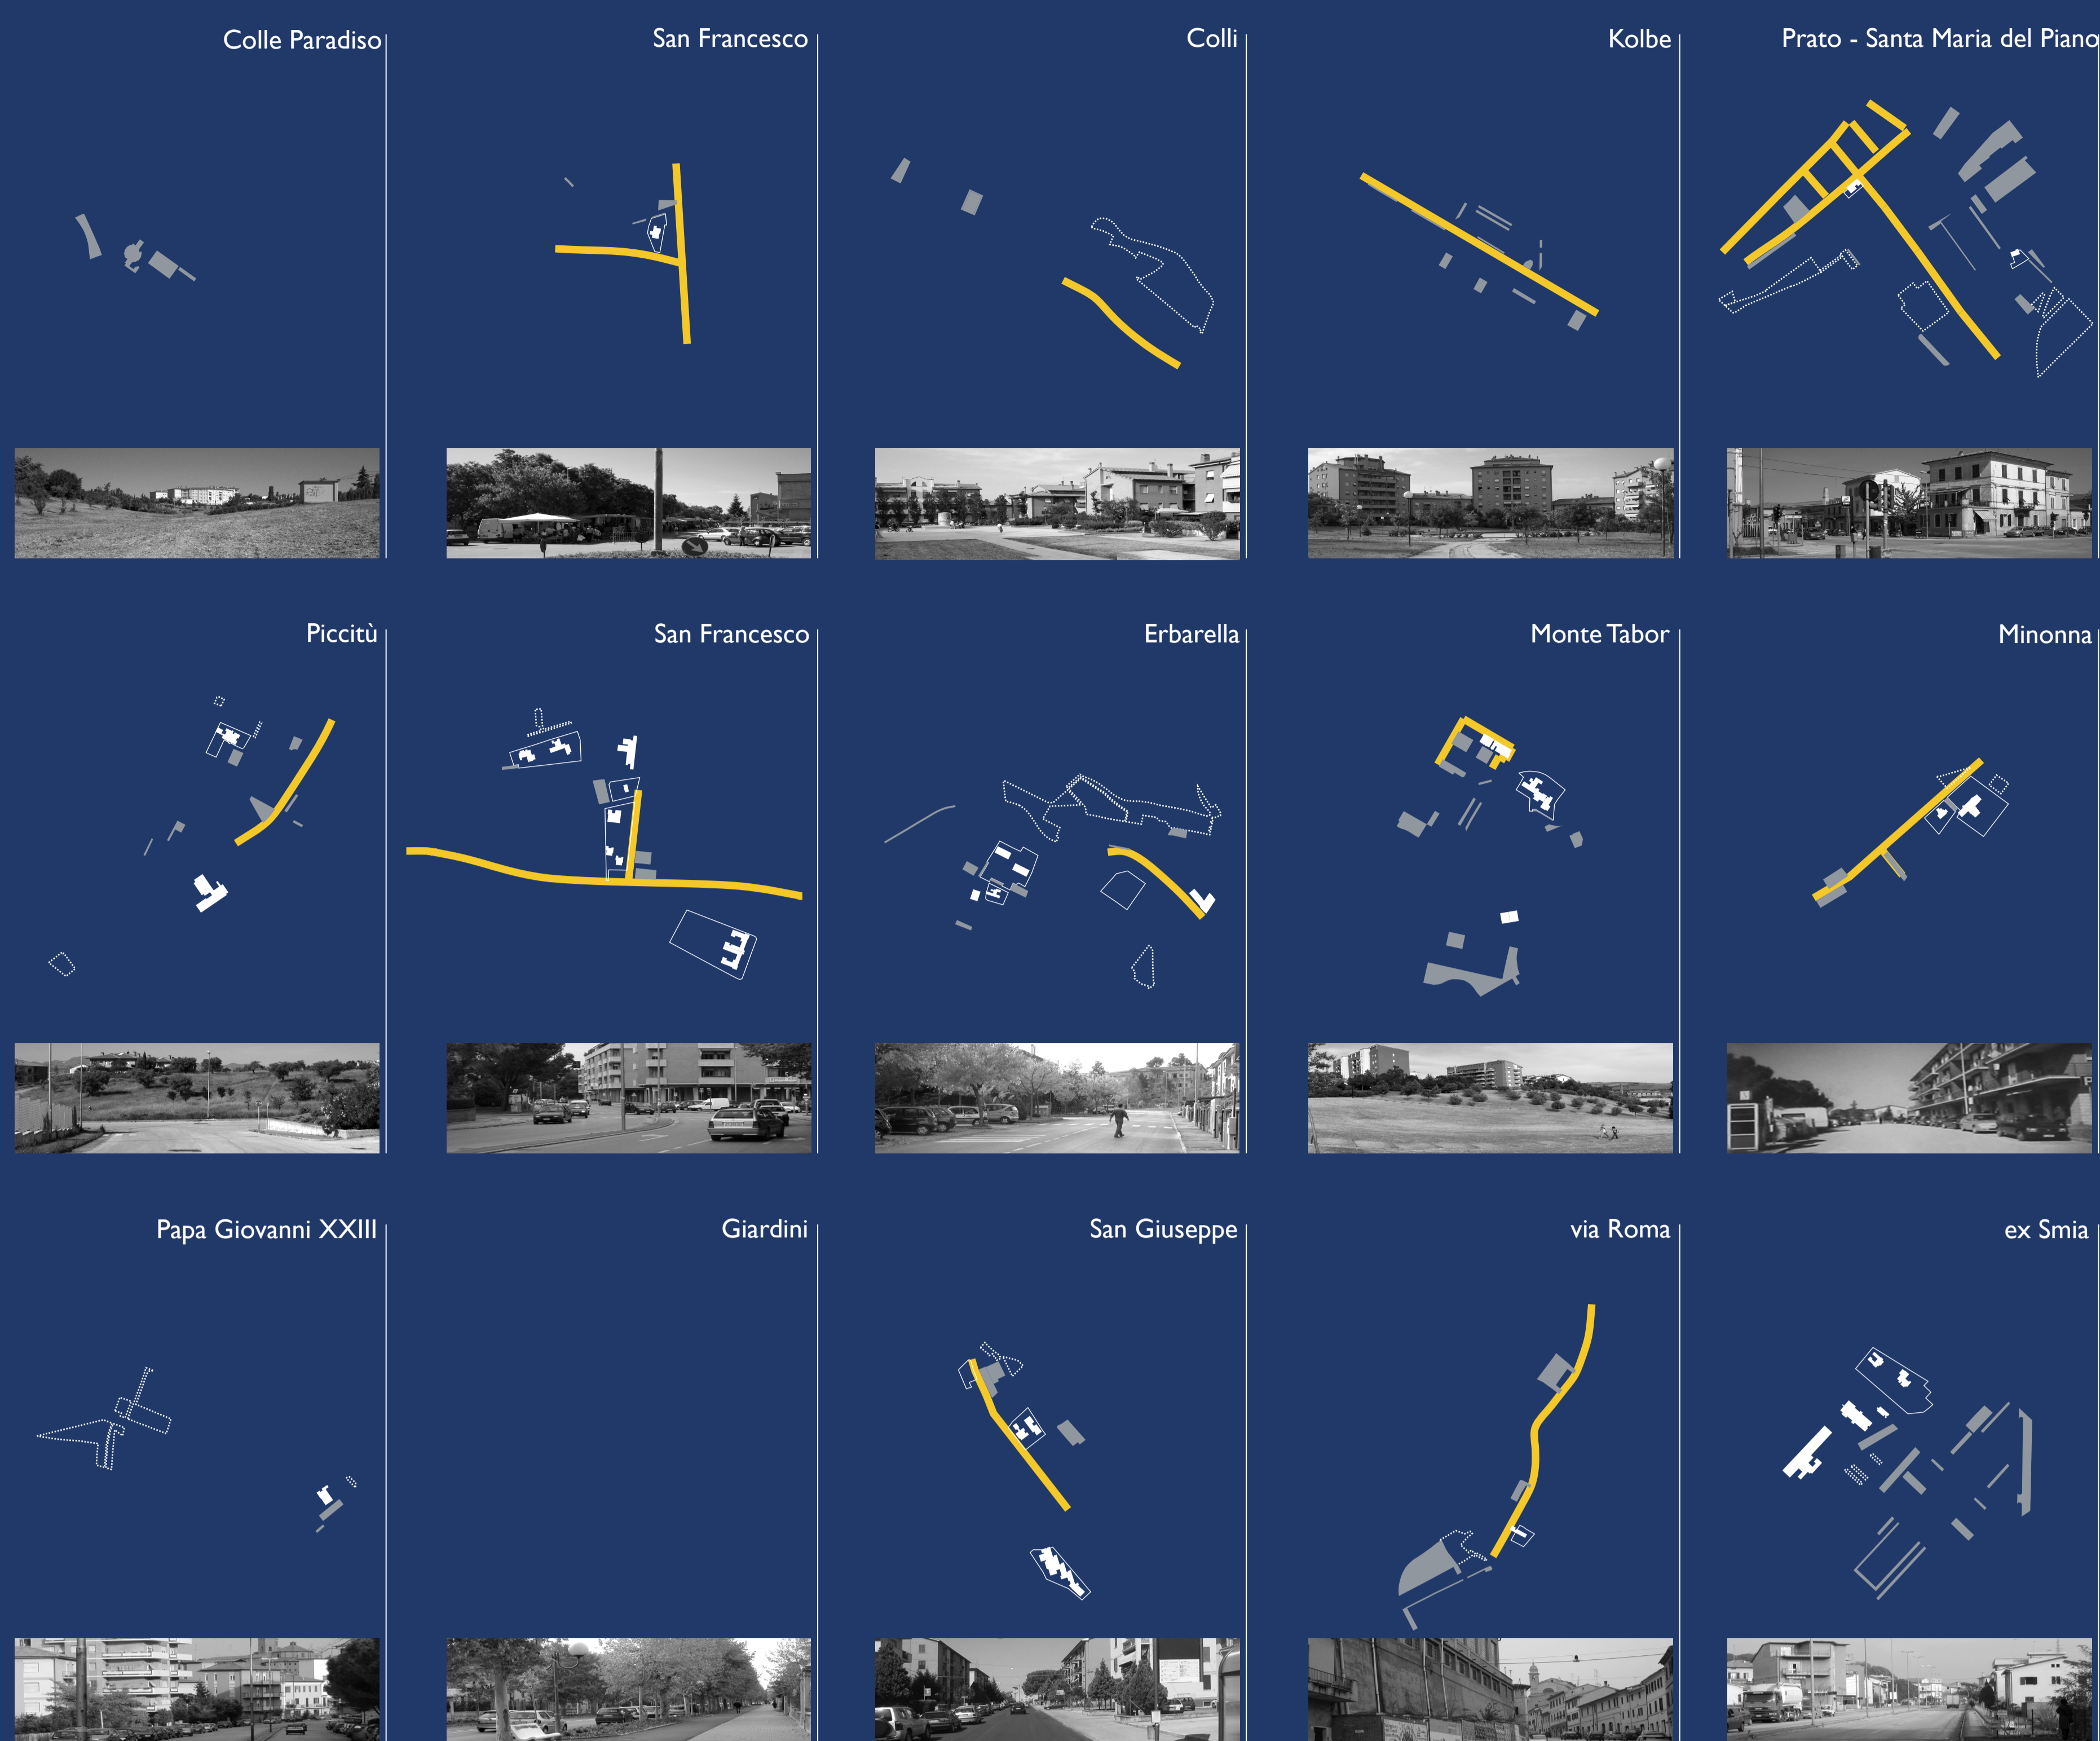 Colle Paradiso
San Francesco
Colli
Kolbe
Prato - Santa Maria del Piano
Piccitù
San Francesco
Erbarella
Monte Tabor
Minonna
Papa Giovanni XXIII
Giardini
San Giuseppe
via Roma
ex Smia